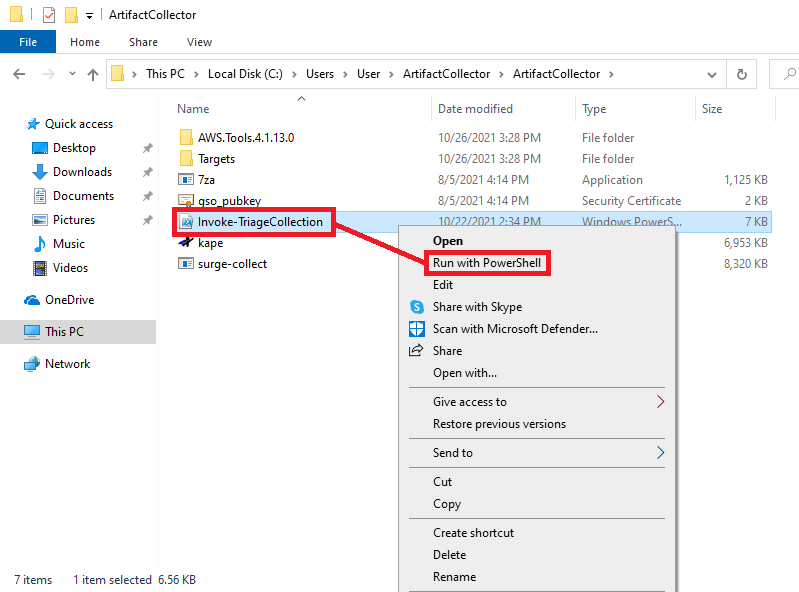 ArtifactCollector
File Home Share View
This PC Local Disk (C:) Users User ArtifactCollector ArtifactCollector
Name Date modified Type Size
Quick access
Desktop
Downloads
Documents
Pictures
Music
Videos
OneDrive
This PC
Network
AWS.Tools.4.1.13.0 10/26/2021 3:28 PM File folder
Targets 10/26/2021 3:28 PM File folder
7za 8/5/2021 4:14 PM Application 1,125 KB
gso_pubkey 8/5/2021 4:14 PM Security Certificate 2 KB
Invoke-TriageCollection 10/22/2021 2:34 PM Windows PowerS... 7 KB
kape 6,953 KB
surge-collect 8,320 KB
Open
Run with PowerShell
Edit
Share with Skype
Scan with Microsoft Defender...
Share
Open with...
Give access to
Restore previous versions
Send to
Cut
Copy
Create shortcut
Delete
Rename
7 items 1 item selected 6.56 KB